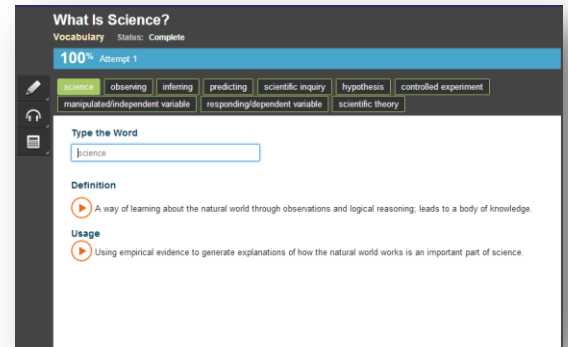 What Is Science?
Vocabulary Status: Complete
100% Attempt 1
science observing inferring predicting scientific inquiry hypothesis controlled experiment
manipulated/independent variable responding/dependent variable scientific theory
Type the Word
science
Definition
A way of learning about the natural world through observations and logical reasoning; leads to a body of knowledge.
Usage
Using empirical evidence to generate explanations of how the natural world works is an important part of science.